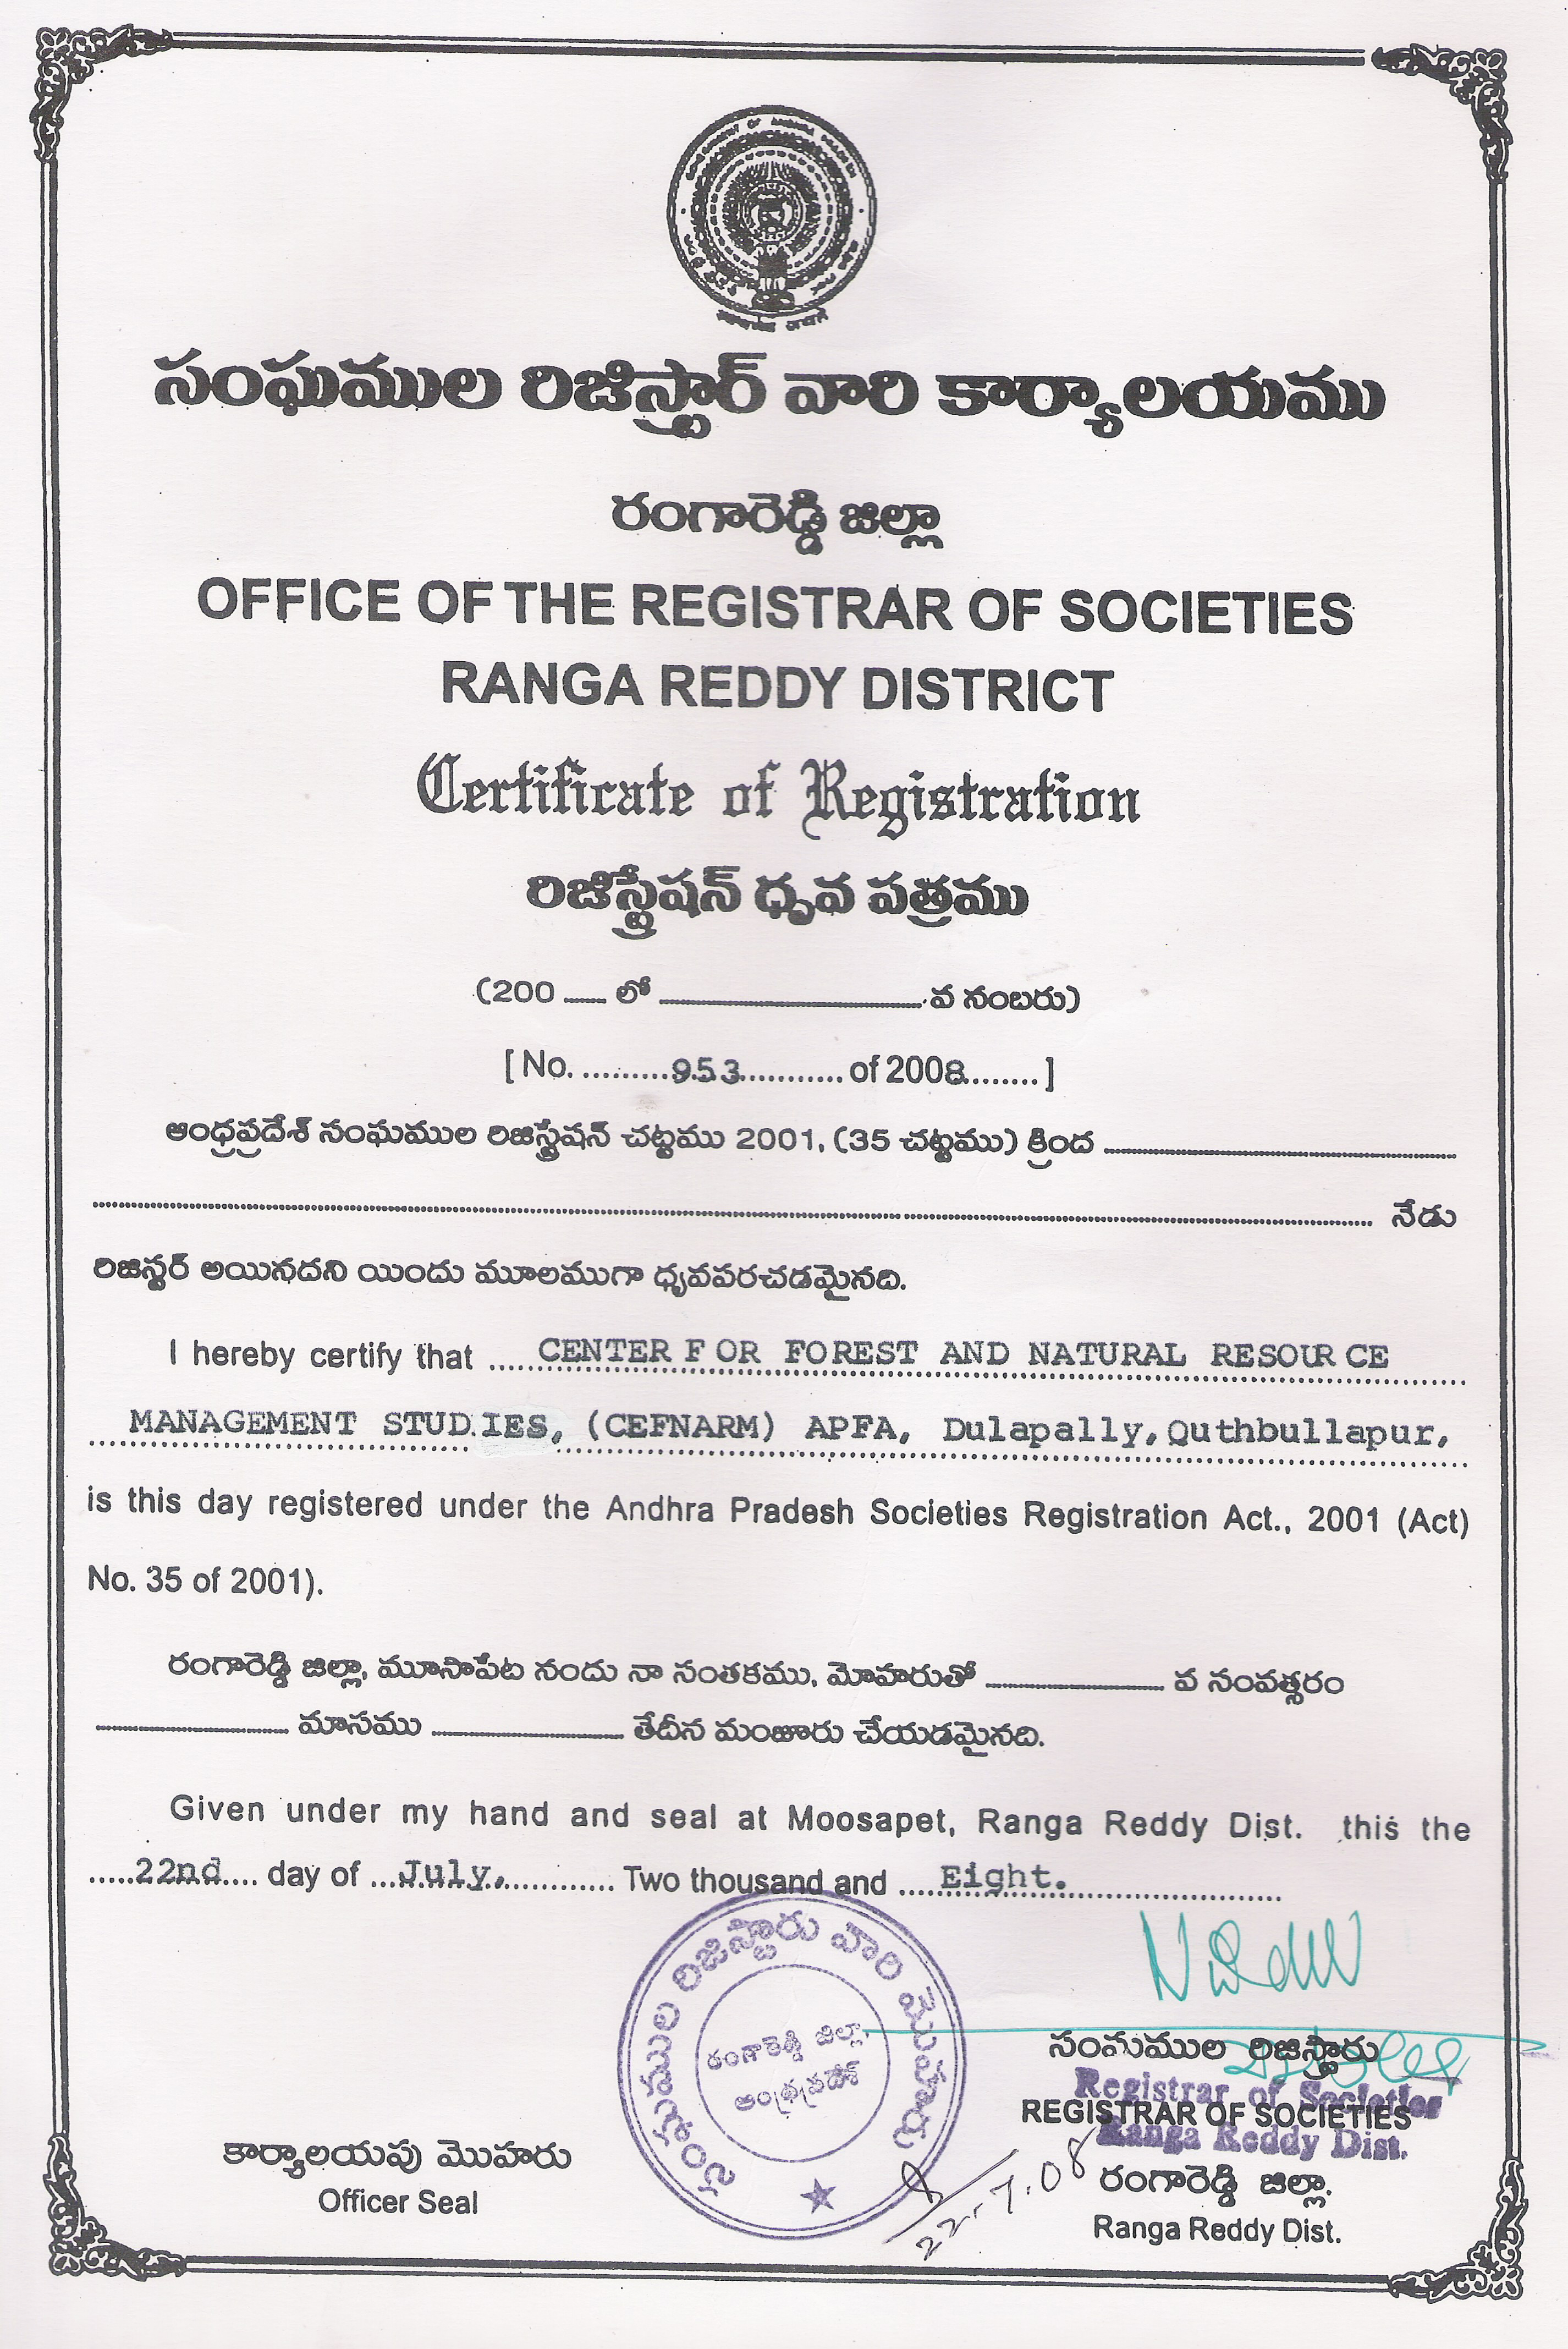 సంఘముల రిజిస్ట్రార్ వారి కార్యాలయము
రంగారెడ్డి జిల్లా
OFFICE OF THE REGISTRAR OF SOCIETIES
RANGA REDDY DISTRICT
Certificate of Registration
రిజిస్ట్రేషన్ ధృవ పత్రము
(200 ___ లో ______________ వ నంబరు)
[ No. .........953............ of 2008........ ]
ఆంధ్రప్రదేశ్ సంఘముల రిజిస్ట్రేషన్ చట్టము 2001, (35 చట్టము) క్రింద
నేడు
రిజిస్టర్ అయినదని యిందు మూలముగా ధృవపరచడమైనది.
I hereby certify that ..... CENTER FOR FOREST AND NATURAL RESOURCE
MANAGEMENT STUDIES, (CEFNARM) APFA, Dulapally, Quthbullapur,
is this day registered under the Andhra Pradesh Societies Registration Act., 2001 (Act)
No. 35 of 2001).
రంగారెడ్డి జిల్లా, మూసాపేట నందు నా సంతకము, మోహరుతో __________ వ సంవత్సరం
__________ మాసము __________ తేదీన మంజూరు చేయడమైనది.
Given under my hand and seal at Moosapet, Ranga Reddy Dist. this the
.....22nd.... day of ...July,............ Two thousand and .... Eight.
సంఘముల రిజిస్ట్రారు వారి మొహరు
రంగారెడ్డి జిల్లా,
ఆంధ్రప్రదేశ్
సంఘముల రిజిస్ట్రారు
Registrar of Societies
REGISTRAR OF SOCIETIES
Ranga Reddy Dist.
రంగారెడ్డి జిల్లా.
Ranga Reddy Dist.
22-7-08
కార్యాలయపు మొహరు
Officer Seal